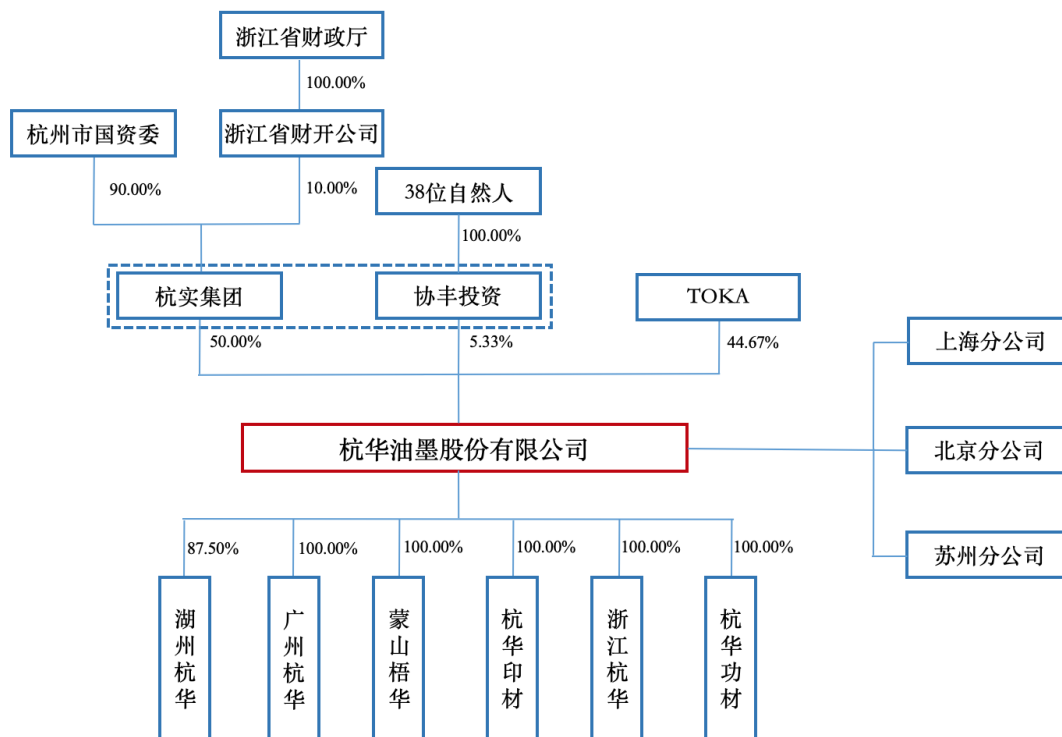 浙江省财政厅
100.00%
杭州市国资委
浙江省财开公司
90.00%
10.00%
38位自然人
100.00%
杭实集团
协丰投资
TOKA
50.00%
5.33%
44.67%
上海分公司
杭华油墨股份有限公司
北京分公司
苏州分公司
87.50%
100.00%
100.00%
100.00%
100.00%
100.00%
湖州杭华
广州杭华
蒙山梧华
杭华印材
浙江杭华
杭华功材